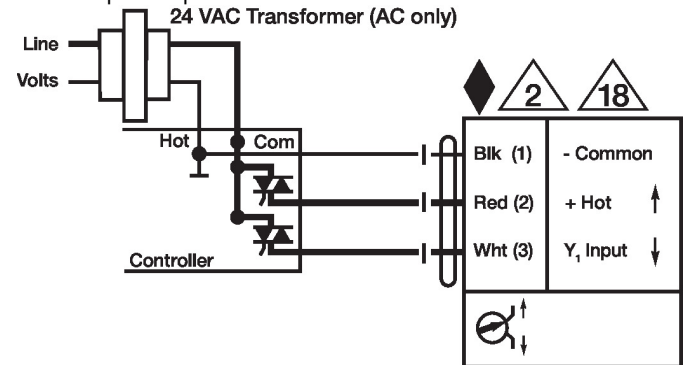 24 VAC Transformer (AC only)
Line
Volts
2
18
Hot
Com
Blk (1)
- Common
Red (2)
+ Hot
Wht (3)
Y1 Input
Controller